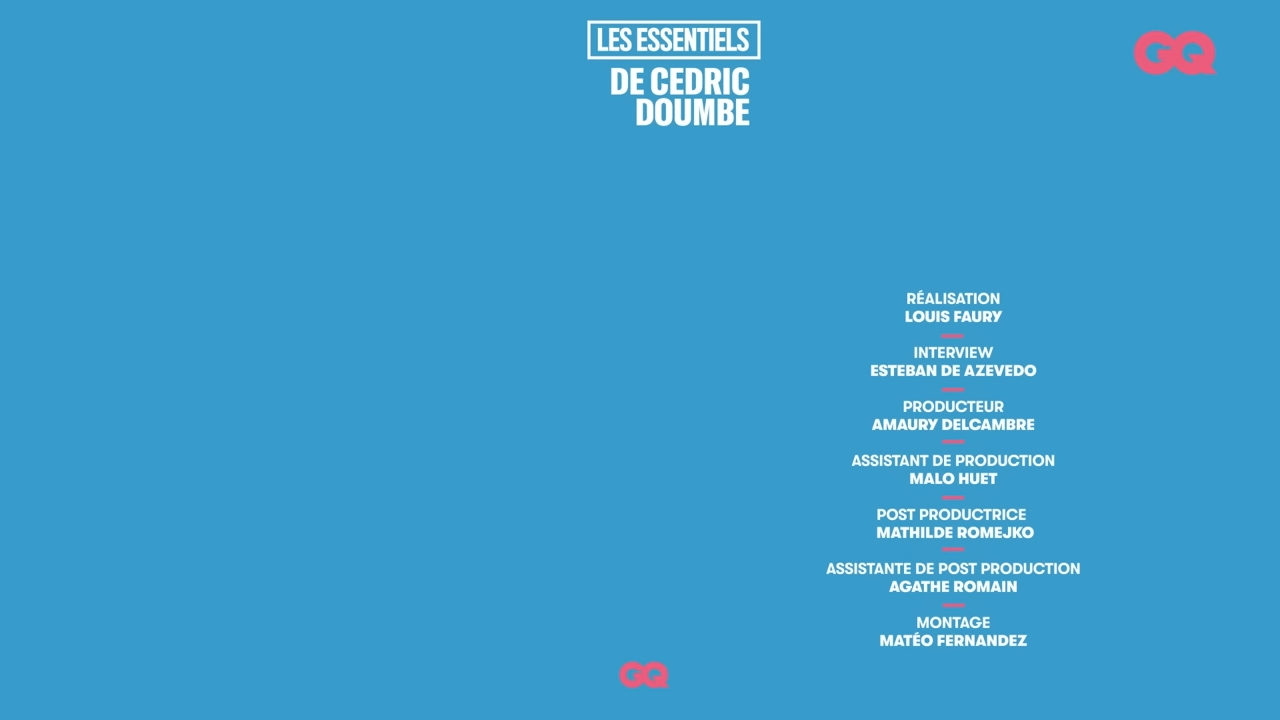 LES ESSENTIELS
DE CEDRIC
DOUMBE
GQ
RÉALISATION
LOUIS FAURY
INTERVIEW
ESTEBAN DE AZEVEDO
PRODUCTEUR
AMAURY DELCAMBRE
ASSISTANT DE PRODUCTION
MALO HUET
POST PRODUCTRICE
MATHILDE ROMEJKO
ASSISTANTE DE POST PRODUCTION
AGATHE ROMAIN
MONTAGE
MATÉO FERNANDEZ
GQ